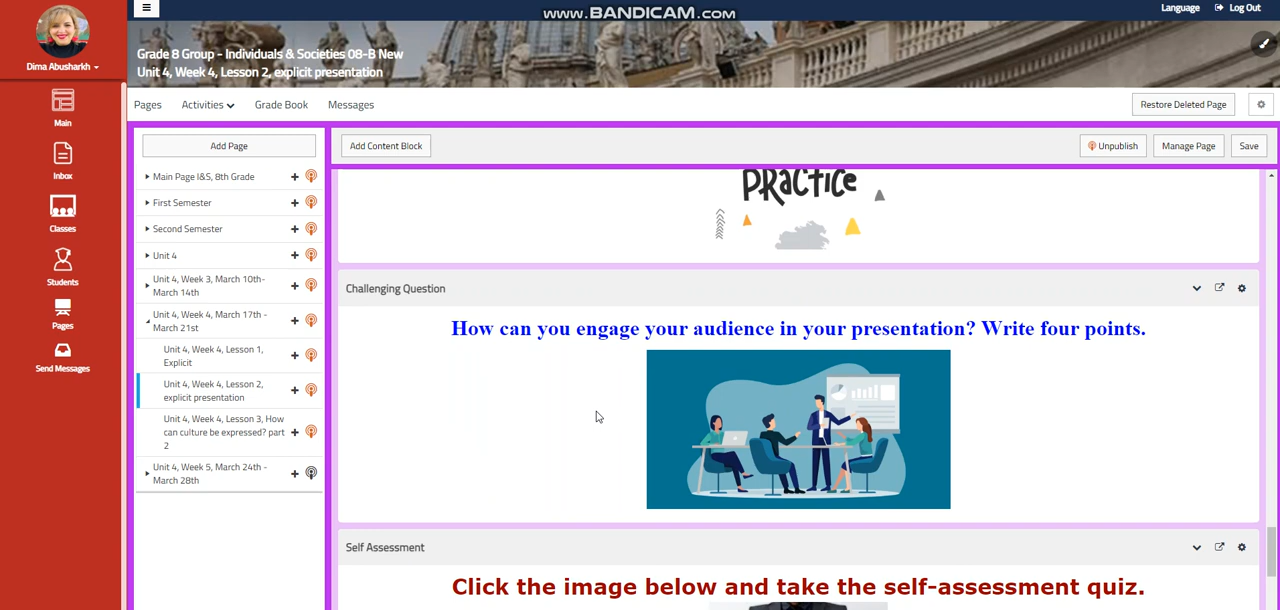 www.BANDICAM.com
Language
Log Out
Dima Abusharkh
Grade 8 Group - Individuals & Societies 08-B New
Unit 4, Week 4, Lesson 2, explicit presentation
Pages
Activities
Grade Book
Messages
Restore Deleted Page
Main
Inbox
Classes
Students
Pages
Send Messages
Add Page
Main Page I&S, 8th Grade
First Semester
Second Semester
Unit 4
Unit 4, Week 3, March 10th-
March 14th
Unit 4, Week 4, March 17th -
March 21st
Unit 4, Week 4, Lesson 1,
Explicit
Unit 4, Week 4, Lesson 2,
explicit presentation
Unit 4, Week 4, Lesson 3, How
can culture be expressed? part
2
Unit 4, Week 5, March 24th -
March 28th
Add Content Block
Unpublish
Manage Page
Save
PRACTICE
Challenging Question
How can you engage your audience in your presentation? Write four points.
Self Assessment
Click the image below and take the self-assessment quiz.